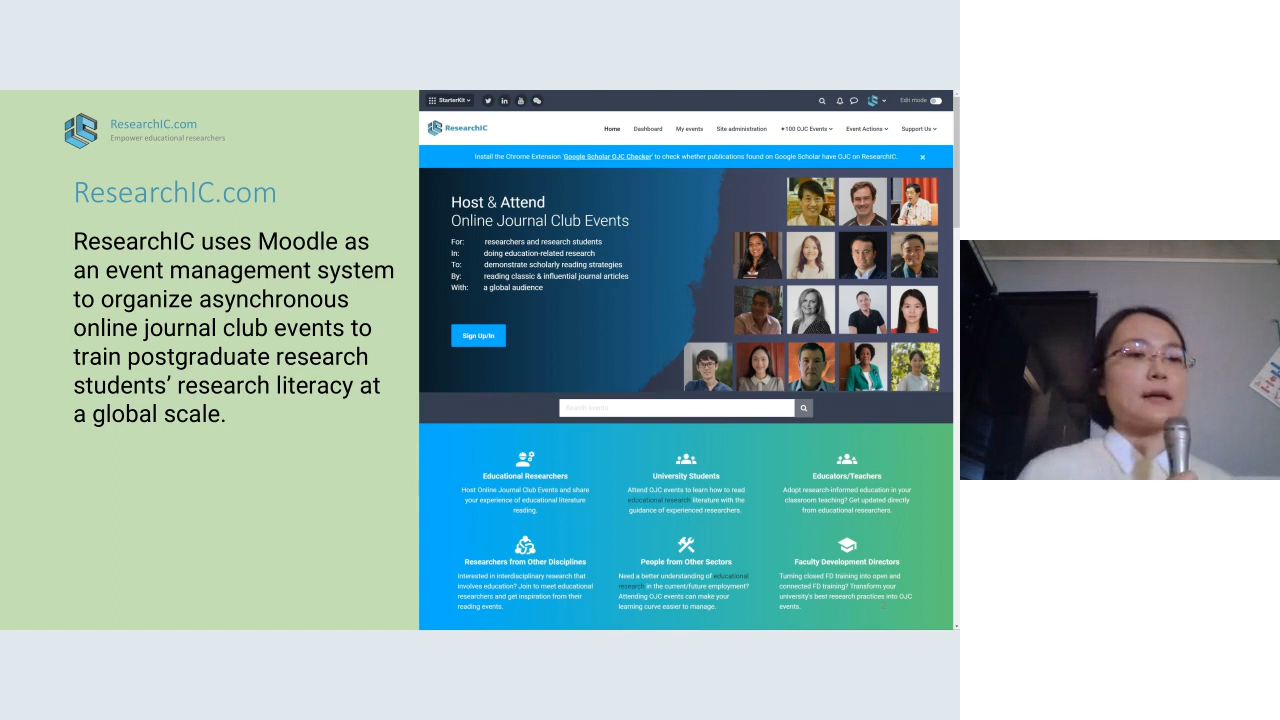 ResearchIC.com
Empower educational researchers
ResearchIC.com
ResearchIC uses Moodle as
an event management system
to organize asynchronous
online journal club events to
train postgraduate research
students’ research literacy at
a global scale.
StarterKit
Edit mode
ResearchIC
Home Dashboard My events Site administration ♥100 OJC Events Event Actions Support Us
Install the Chrome Extension 'Google Scholar OJC Checker' to check whether publications found on Google Scholar have OJC on ResearchIC.
Host & Attend
Online Journal Club Events
For: researchers and research students
In: doing education-related research
To: demonstrate scholarly reading strategies
By: reading classic & influential journal articles
With: a global audience
Sign Up/In
Search events
Educational Researchers
Host Online Journal Club Events and share
your experience of educational literature
reading.
University Students
Attend OJC events to learn how to read
educational research literature with the
guidance of experienced researchers.
Educators/Teachers
Adopt research-informed education in your
classroom teaching? Get updated directly
from educational researchers.
Researchers from Other Disciplines
Interested in interdisciplinary research that
involves education? Join to meet educational
researchers and get inspiration from their
reading events.
People from Other Sectors
Need a better understanding of educational
research in the current/future employment?
Attending OJC events can make your
learning curve easier to manage.
Faculty Development Directors
Turning closed FD training into open and
connected FD training? Transform your
university's best research practices into OJC
events.
2